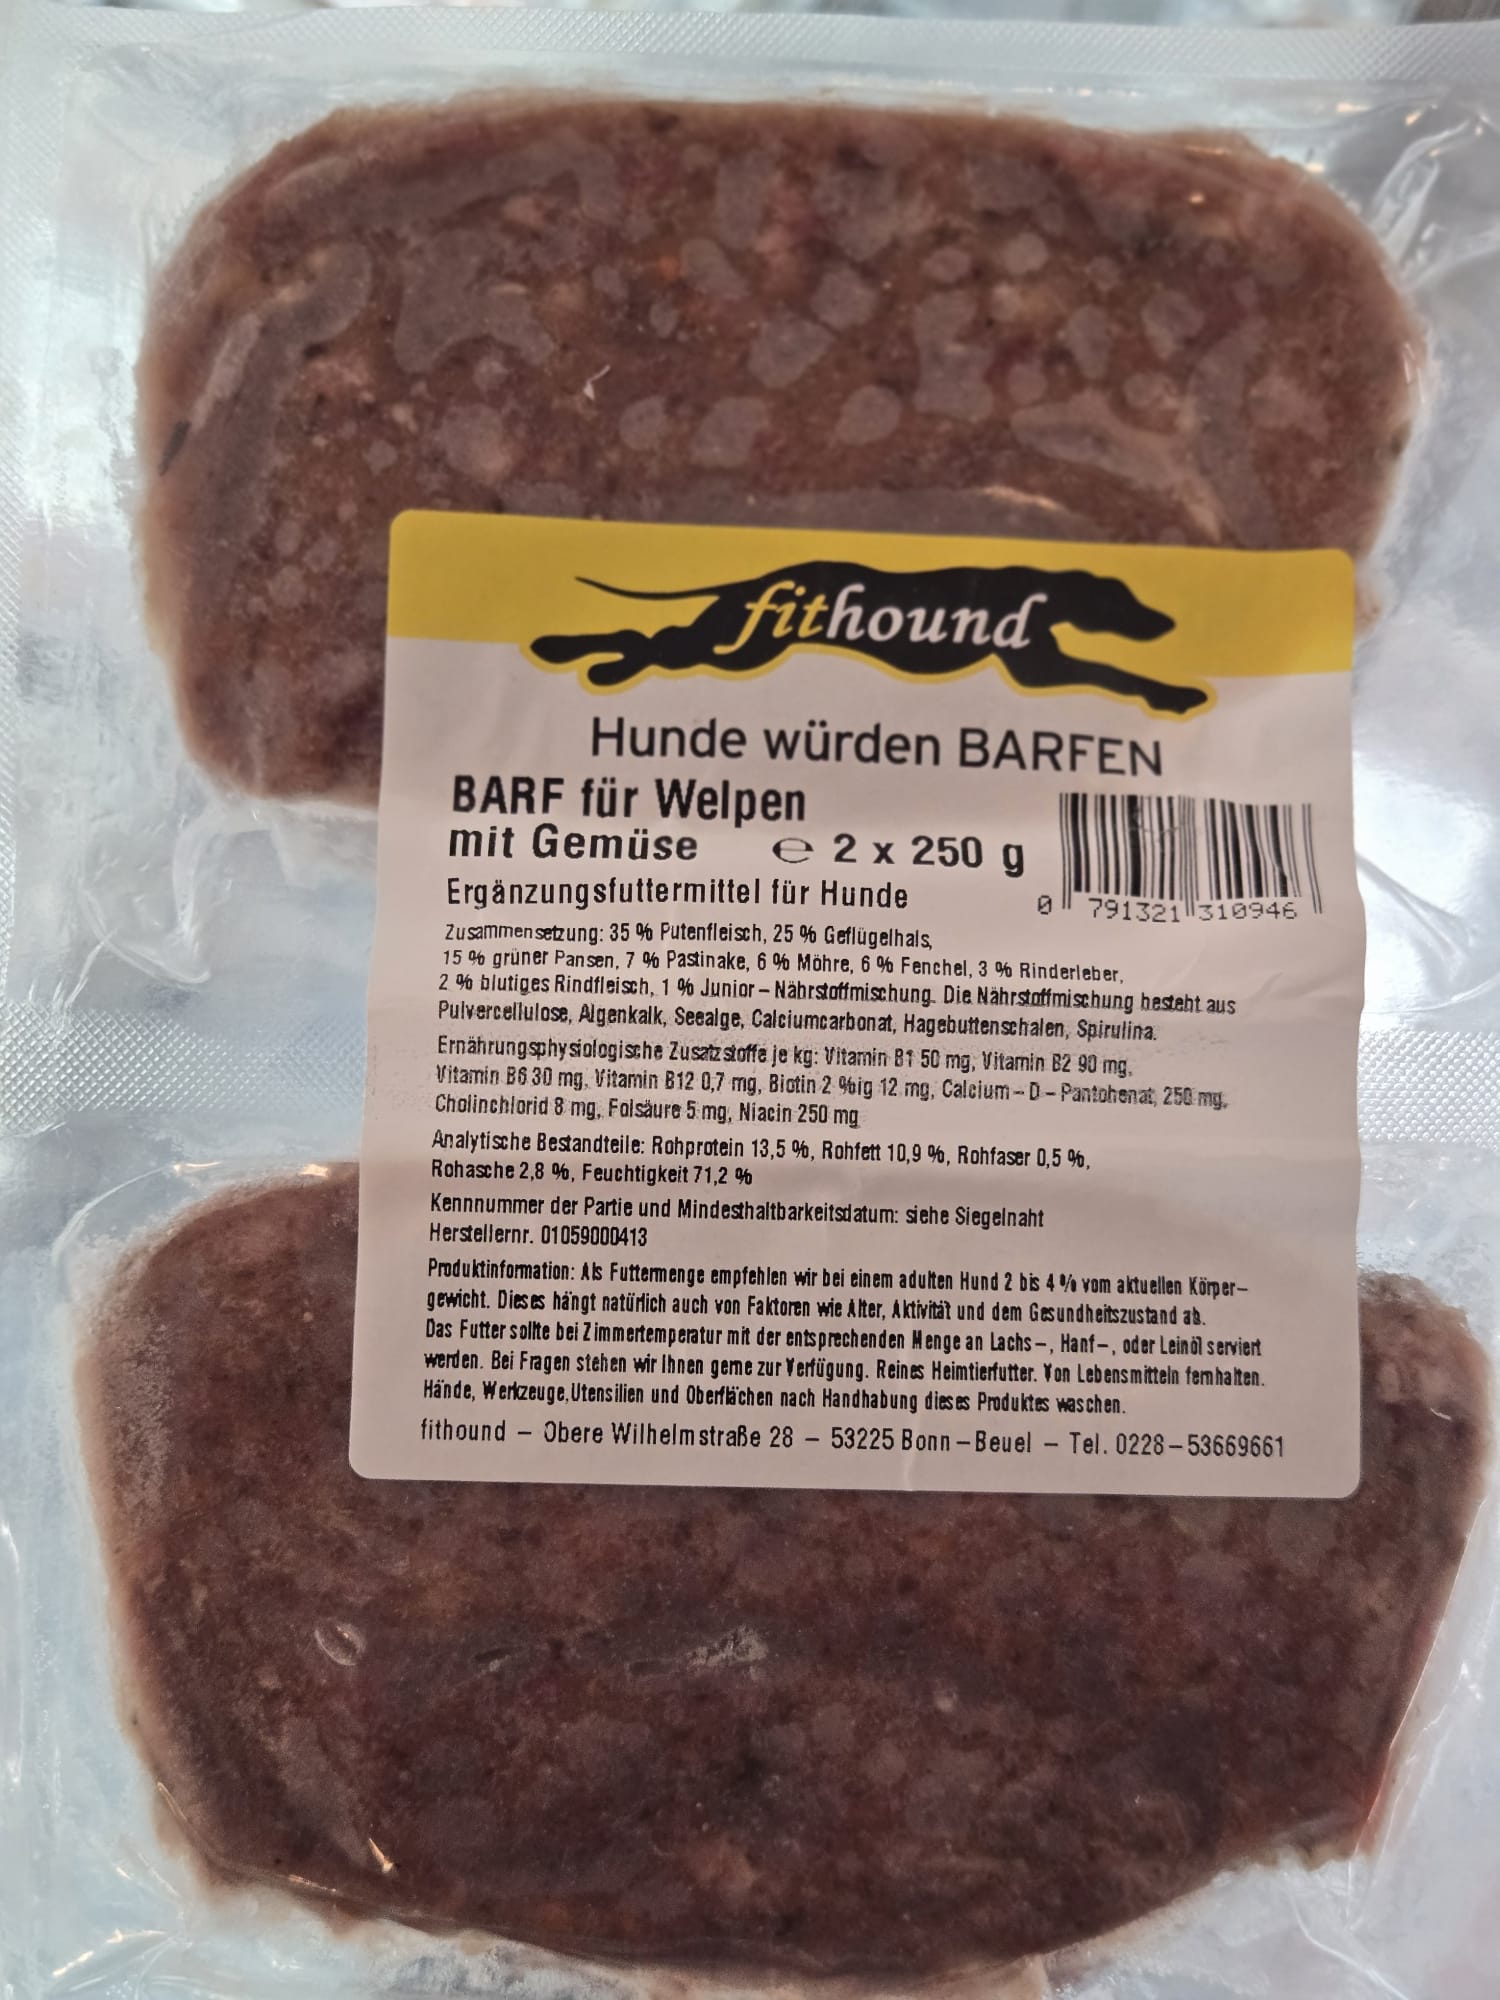 fithound
Hunde würden BARFEN
BARF für Welpen
mit Gemüse e 2 x 250 g
Ergänzungsfuttermittel für Hunde
0 791321 310946
Zusammensetzung: 35 % Putenfleisch, 25 % Geflügelhals,
15 % grüner Pansen, 7 % Pastinake, 6 % Möhre, 6 % Fenchel, 3 % Rinderleber,
2 % blutiges Rindfleisch, 1 % Junior – Nährstoffmischung. Die Nährstoffmischung besteht aus
Pulvercellulose, Algenkalk, Seealge, Calciumcarbonat, Hagebuttenschalen, Spirulina.
Ernährungsphysiologische Zusatzstoffe je kg: Vitamin B1 50 mg, Vitamin B2 90 mg,
Vitamin B6 30 mg, Vitamin B12 0,7 mg, Biotin 2 %ig 12 mg, Calcium – D – Pantohenat, 250 mg,
Cholinchlorid 8 mg, Folsäure 5 mg, Niacin 250 mg
Analytische Bestandteile: Rohprotein 13,5 %, Rohfett 10,9 %, Rohfaser 0,5 %,
Rohasche 2,8 %, Feuchtigkeit 71,2 %
Kennnummer der Partie und Mindesthaltbarkeitsdatum: siehe Siegelnaht
Herstellernr. 01059000413
Produktinformation: Als Futtermenge empfehlen wir bei einem adulten Hund 2 bis 4 % vom aktuellen Körper–
gewicht. Dieses hängt natürlich auch von Faktoren wie Alter, Aktivität und dem Gesundheitszustand ab.
Das Futter sollte bei Zimmertemperatur mit der entsprechenden Menge an Lachs –, Hanf –, oder Leinöl serviert
werden. Bei Fragen stehen wir Ihnen gerne zur Verfügung. Reines Heimtierfutter. Von Lebensmitteln fernhalten.
Hände, Werkzeuge, Utensilien und Oberflächen nach Handhabung dieses Produktes waschen.
fithound – Obere Wilhelmstraße 28 – 53225 Bonn – Beuel – Tel. 0228 – 53669661